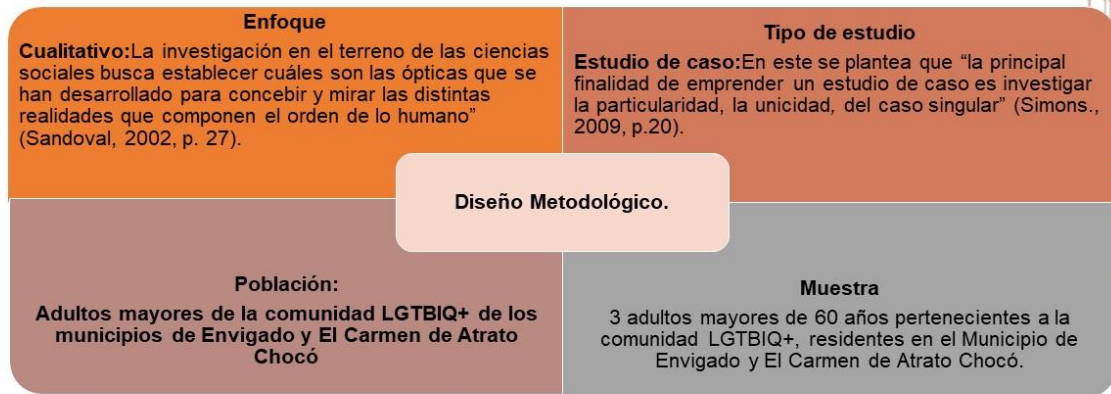 Enfoque
Cualitativo:La investigación en el terreno de las ciencias
sociales busca establecer cuáles son las ópticas que se
han desarrollado para concebir y mirar las distintas
realidades que componen el orden de lo humano”
(Sandoval, 2002, p. 27).
Tipo de estudio
Estudio de caso:En este se plantea que “la principal
finalidad de emprender un estudio de caso es investigar
la particularidad, la unicidad, del caso singular” (Simons.,
2009, p.20).
Diseño Metodológico.
Población:
Adultos mayores de la comunidad LGTBIQ+ de los
municipios de Envigado y El Carmen de Atrato
Chocó
Muestra
3 adultos mayores de 60 años pertenecientes a la
comunidad LGTBIQ+, residentes en el Municipio de
Envigado y El Carmen de Atrato Chocó.